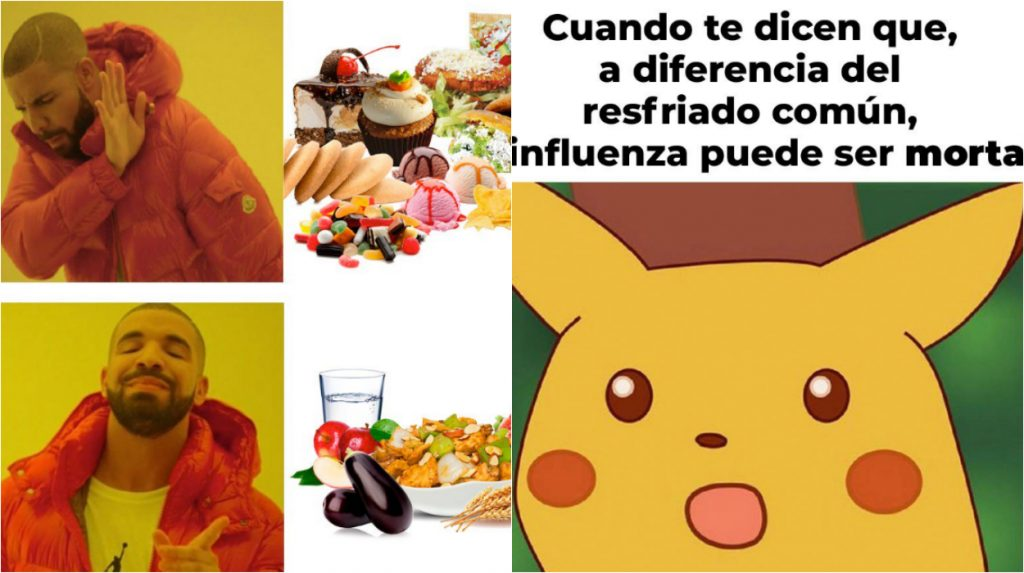 Cuando te dicen que,
a diferencia del
resfriado común,
influenza puede ser morta